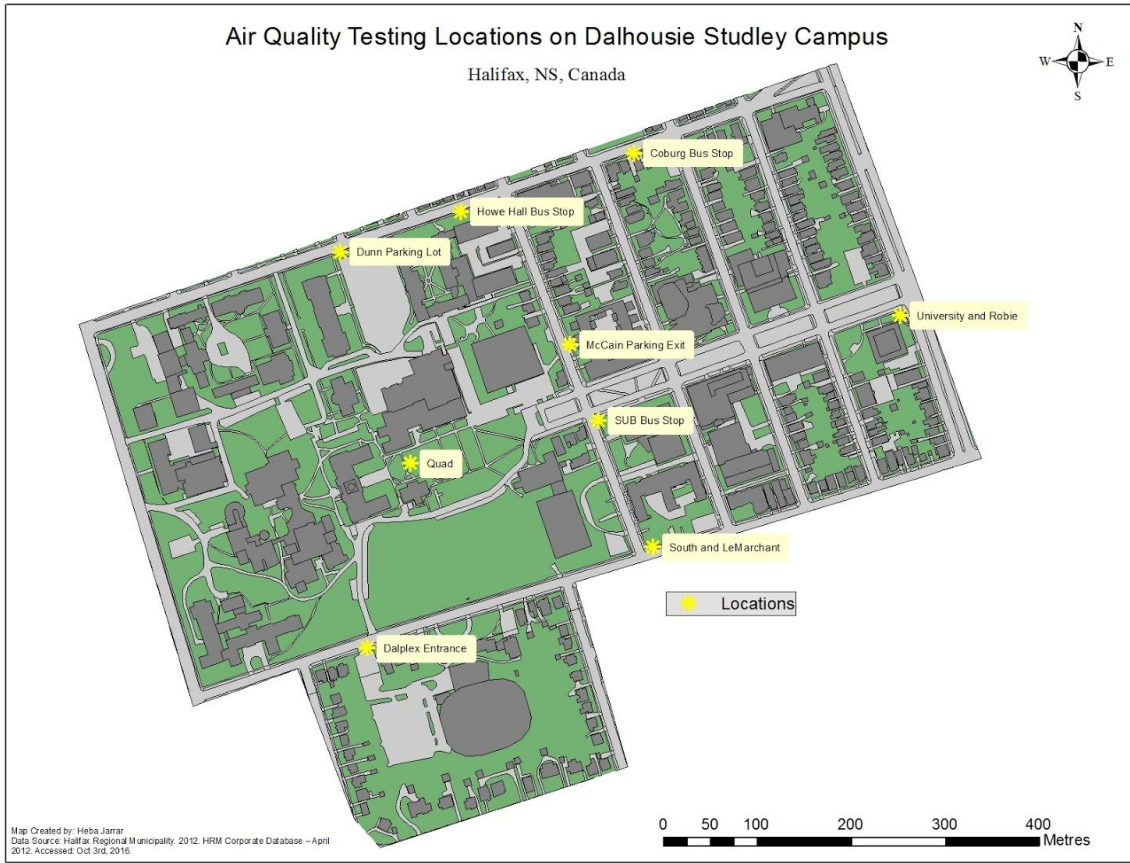 Air Quality Testing Locations on Dalhousie Studley Campus
Halifax, NS, Canada
N
W E
S
Coburg Bus Stop
Howe Hall Bus Stop
Dunn Parking Lot
University and Robie
McCain Parking Exit
SUB Bus Stop
Quad
South and LeMarchant
Locations
Dalplex Entrance
0 50 100 200 300 400
Metres
Map Created by: Heba Jarrar
Data Source: Halifax Regional Municipality. 2012. HRM Corporate Database – April
2012. Accessed: Oct 3rd, 2016.